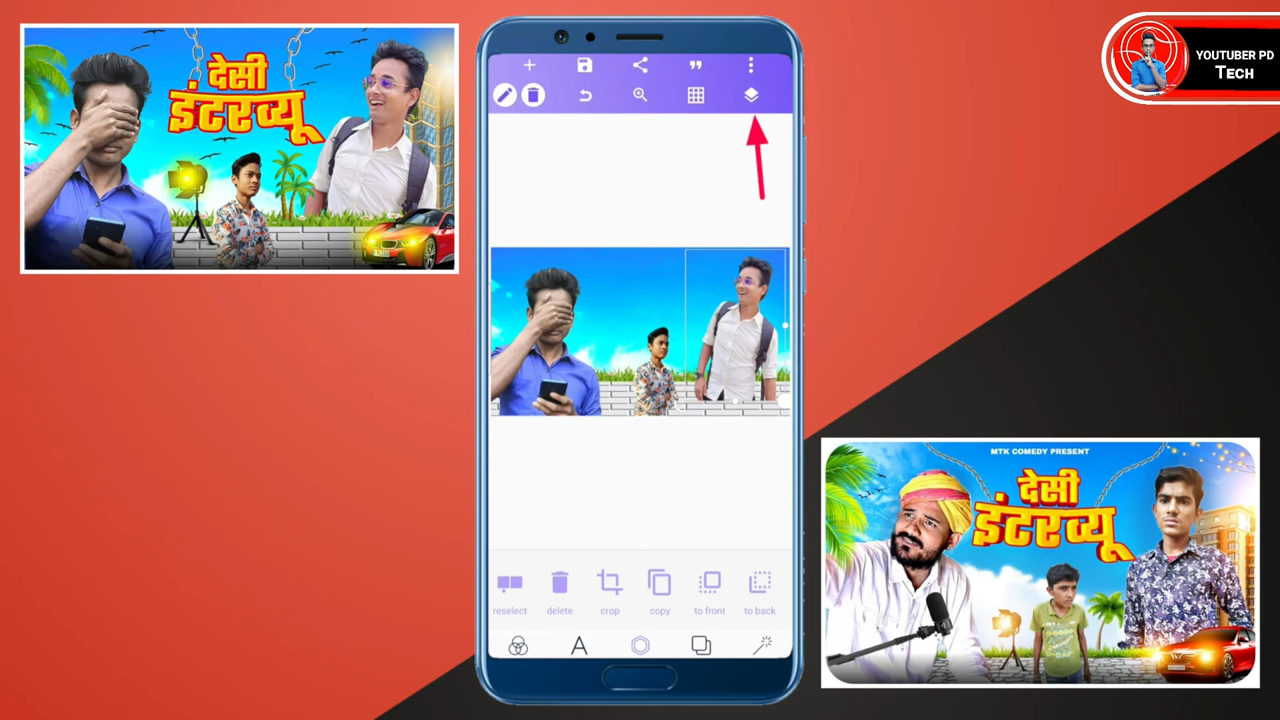 देसी
इंटरव्यू
YOUTUBER PD
TECH
reselect
delete
crop
copy
to front
to back
MTK COMEDY PRESENT
देसी
इंटरव्यू